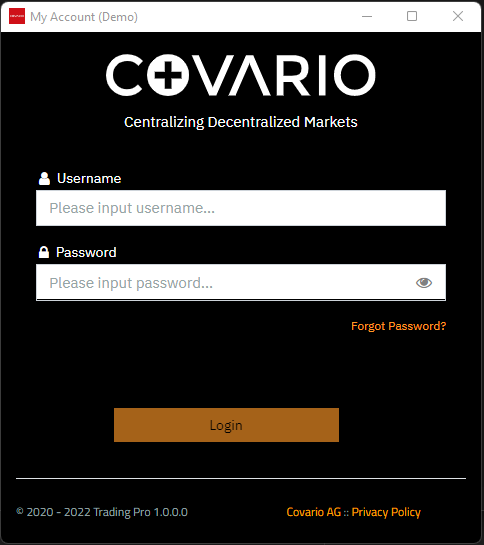 My Account (Demo)
COVARIO
Centralizing Decentralized Markets
Username
Please input username...
Password
Please input password...
Forgot Password?
Login
© 2020 - 2022 Trading Pro 1.0.0.0 Covario AG :: Privacy Policy